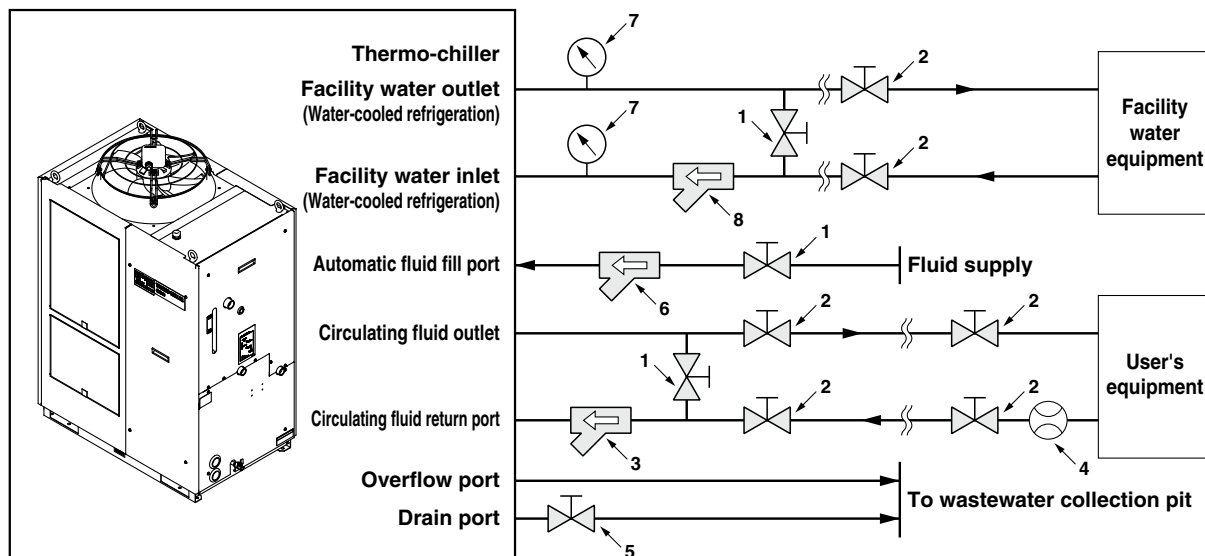 7
Thermo-chiller
2
Facility water outlet
(Water-cooled refrigeration)
Facility
water
equipment
1
7
2
Facility water inlet
(Water-cooled refrigeration)
8
1
Automatic fluid fill port
Fluid supply
6
2
2
Circulating fluid outlet
1
User's
equipment
2
2
Circulating fluid return port
3
4
Overflow port
To wastewater collection pit
Drain port
5